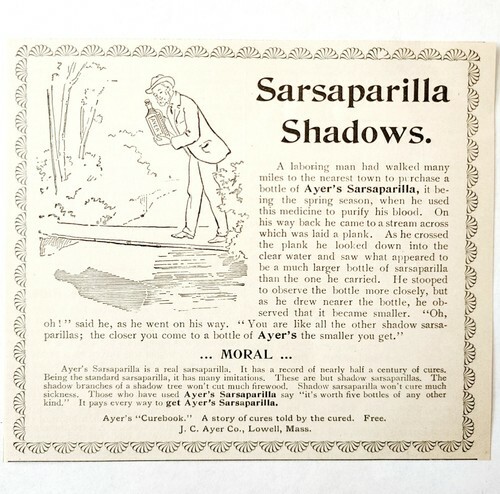 Sarsaparilla
Shadows.
A laboring man had walked many
miles to the nearest town to purchase a
bottle of Ayer's Sarsaparilla, it be-
ing the spring season, when he used
this medicine to purify his blood. On
his way back he came to a stream across
which was laid a plank. As he crossed
the plank he looked down into the
clear water and saw what appeared to
be a much larger bottle of sarsaparilla
than the one he carried. He stooped
to observe the bottle more closely, but
as he drew nearer the bottle, he ob-
served that it became smaller. "Oh,
oh!" said he, as he went on his way. "You are like all the other shadow sarsa-
parillas; the closer you come to a bottle of Ayer's the smaller you get."
... MORAL ...
Ayer's Sarsaparilla is a real sarsaparilla. It has a record of nearly half a century of cures.
Being the standard sarsaparilla, it has many imitations. These are but shadow sarsaparillas. The
shadow branches of a shadow tree won't cut much firewood. Shadow sarsaparilla won't cure much
sickness. Those who have used Ayer's Sarsaparilla say "it's worth five bottles of any other
kind." It pays every way to get Ayer's Sarsaparilla.
Ayer's "Curebook." A story of cures told by the cured. Free.
J. C. Ayer Co., Lowell, Mass.